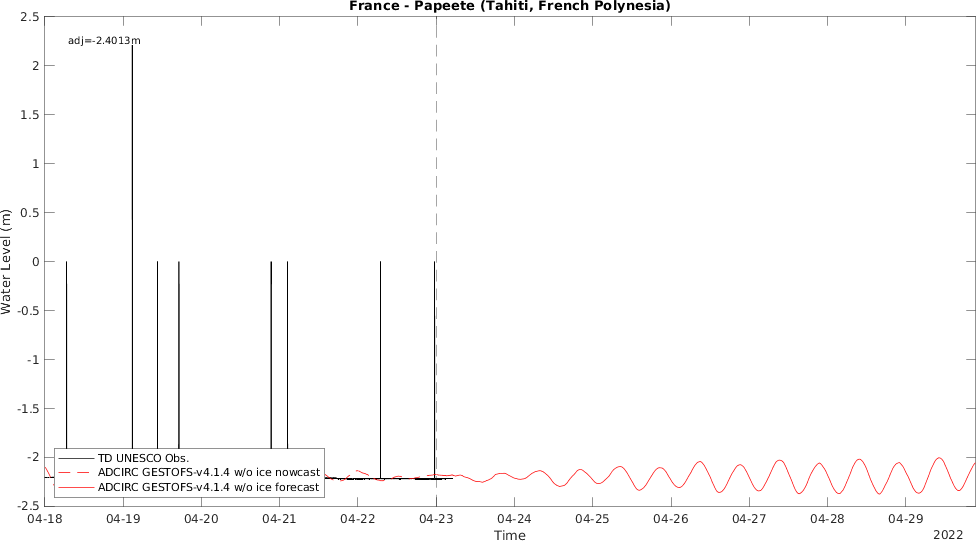 France - Papeete (Tahiti, French Polynesia)
2.5
adj=-2.4013m
2
1.5
1
0.5
0
-0.5
-1
-1.5
-2
-2.5
Water Level (m)
TD UNESCO Obs.
ADCIRC GESTOFS-v4.1.4 w/o ice nowcast
ADCIRC GESTOFS-v4.1.4 w/o ice forecast
04-18 04-19 04-20 04-21 04-22 04-23 04-24 04-25 04-26 04-27 04-28 04-29
Time
2022